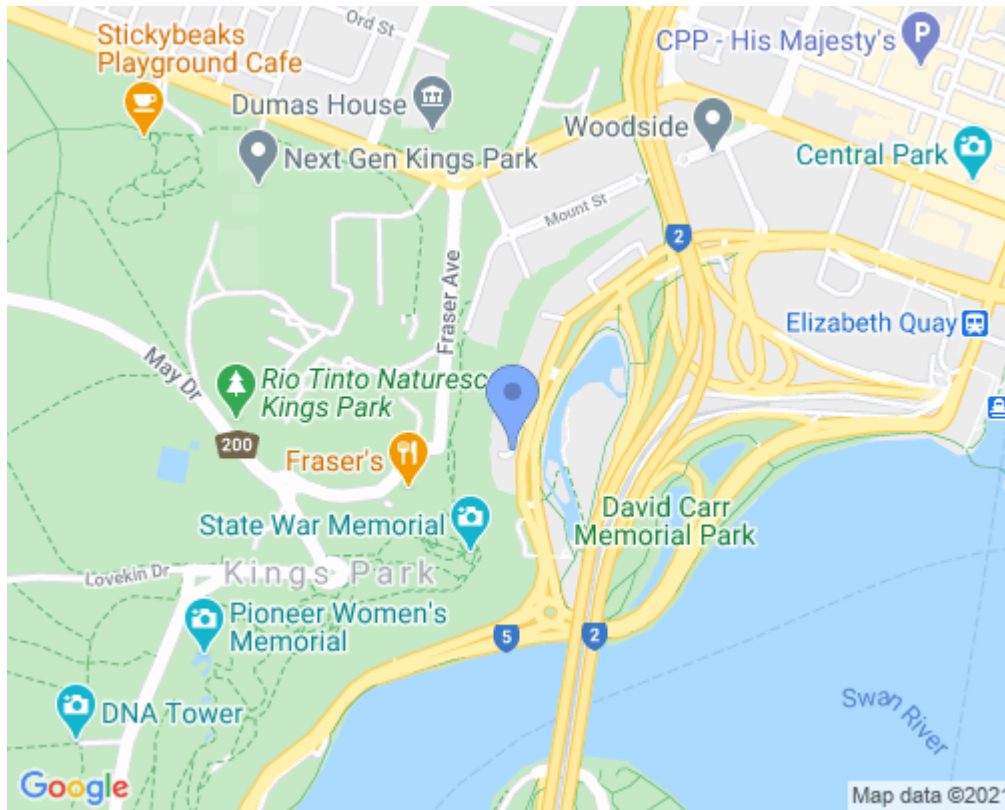 Ord St
Stickybeaks
Playground Cafe
CPP - His Majesty's
P
Dumas House
Woodside
Next Gen Kings Park
Central Park
Mount St
2
Fraser Ave
Elizabeth Quay
May Dr
Rio Tinto Naturesc
Kings Park
200
Fraser's
David Carr
Memorial Park
State War Memorial
Lovekin Dr
Kings Park
Pioneer Women's
Memorial
5
2
Swan River
DNA Tower
Google
Map data ©202